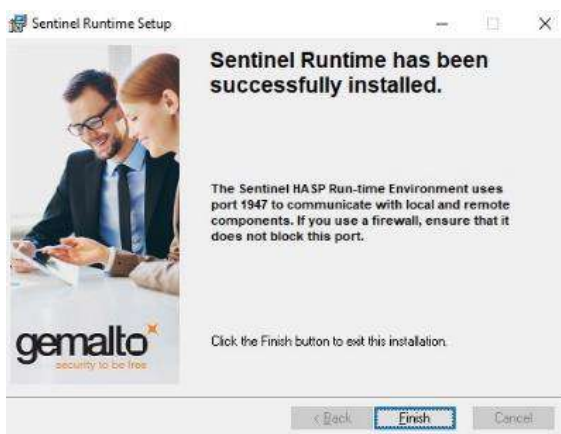 Sentinel Runtime Setup
Sentinel Runtime has been
successfully installed.
The Sentinel HASP Run-time Environment uses
port 1947 to communicate with local and remote
components. If you use a firewall, ensure that it
does not block this port.
gemalto
security to be free
Click the Finish button to exit this installation.
< Back
Finish
Cancel